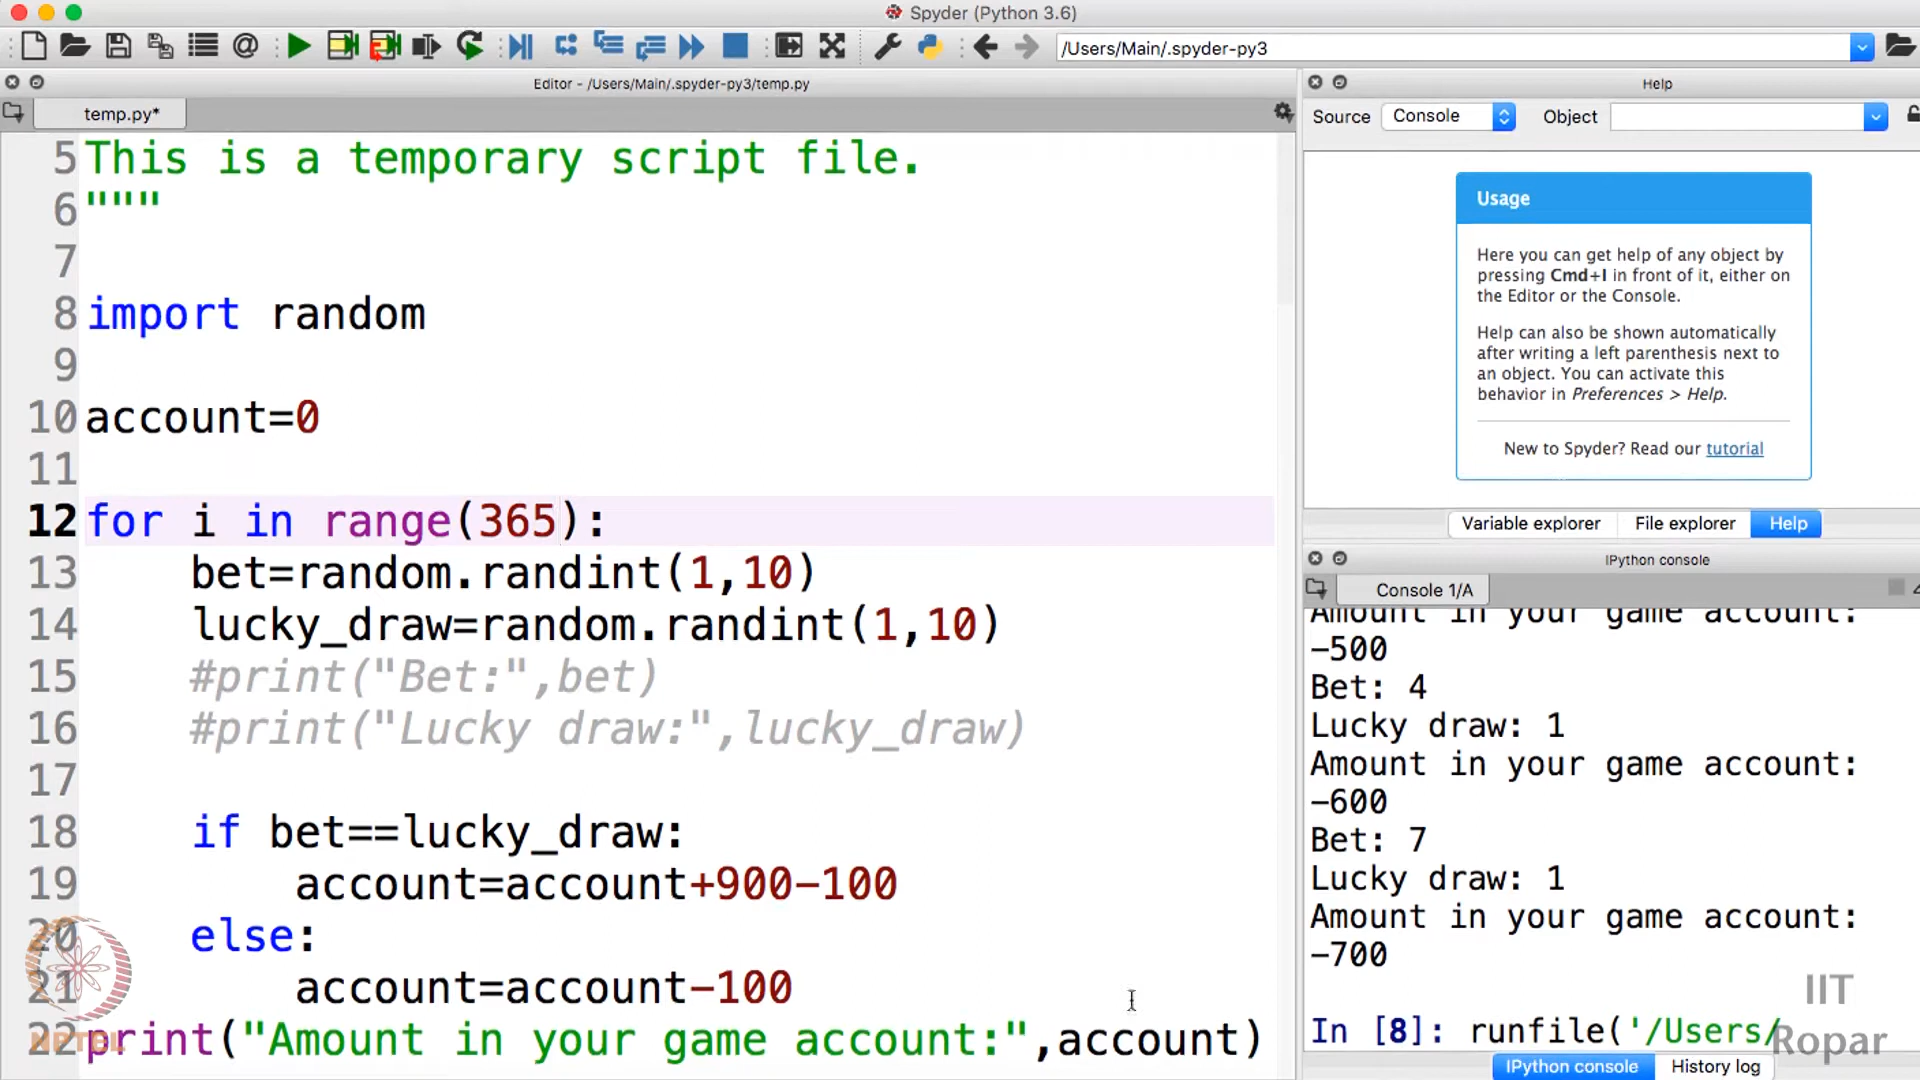 Spyder (Python 3.6)
/Users/Main/.spyder-py3
Editor - /Users/Main/.spyder-py3/temp.py
temp.py*
5 This is a temporary script file.
6 """
7
8 import random
9
10 account=0
11
12 for i in range(365):
13 bet=random.randint(1,10)
14 lucky_draw=random.randint(1,10)
15 #print("Bet:",bet)
16 #print("Lucky draw:",lucky_draw)
17
18 if bet==lucky_draw:
19 account=account+900-100
20 else:
21 account=account-100
22 print("Amount in your game account:",account)
NPTEL
Help
Source Console Object
Usage
Here you can get help of any object by
pressing Cmd+I in front of it, either on
the Editor or the Console.
Help can also be shown automatically
after writing a left parenthesis next to
an object. You can activate this
behavior in Preferences > Help.
New to Spyder? Read our tutorial
Variable explorer File explorer Help
IPython console
Console 1/A
Amount in your game account:
-500
Bet: 4
Lucky draw: 1
Amount in your game account:
-600
Bet: 7
Lucky draw: 1
Amount in your game account:
-700
In [8]: runfile('/Users/
IIT
Ropar
IPython console History log